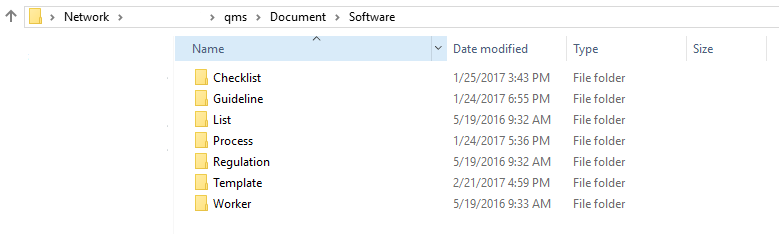 Network > > qms > Document > Software
Name Date modified Type Size
Checklist 1/25/2017 3:43 PM File folder
Guideline 1/24/2017 6:55 PM File folder
List 5/19/2016 9:32 AM File folder
Process 1/24/2017 5:36 PM File folder
Regulation 5/19/2016 9:32 AM File folder
Template 2/21/2017 4:59 PM File folder
Worker 5/19/2016 9:33 AM File folder